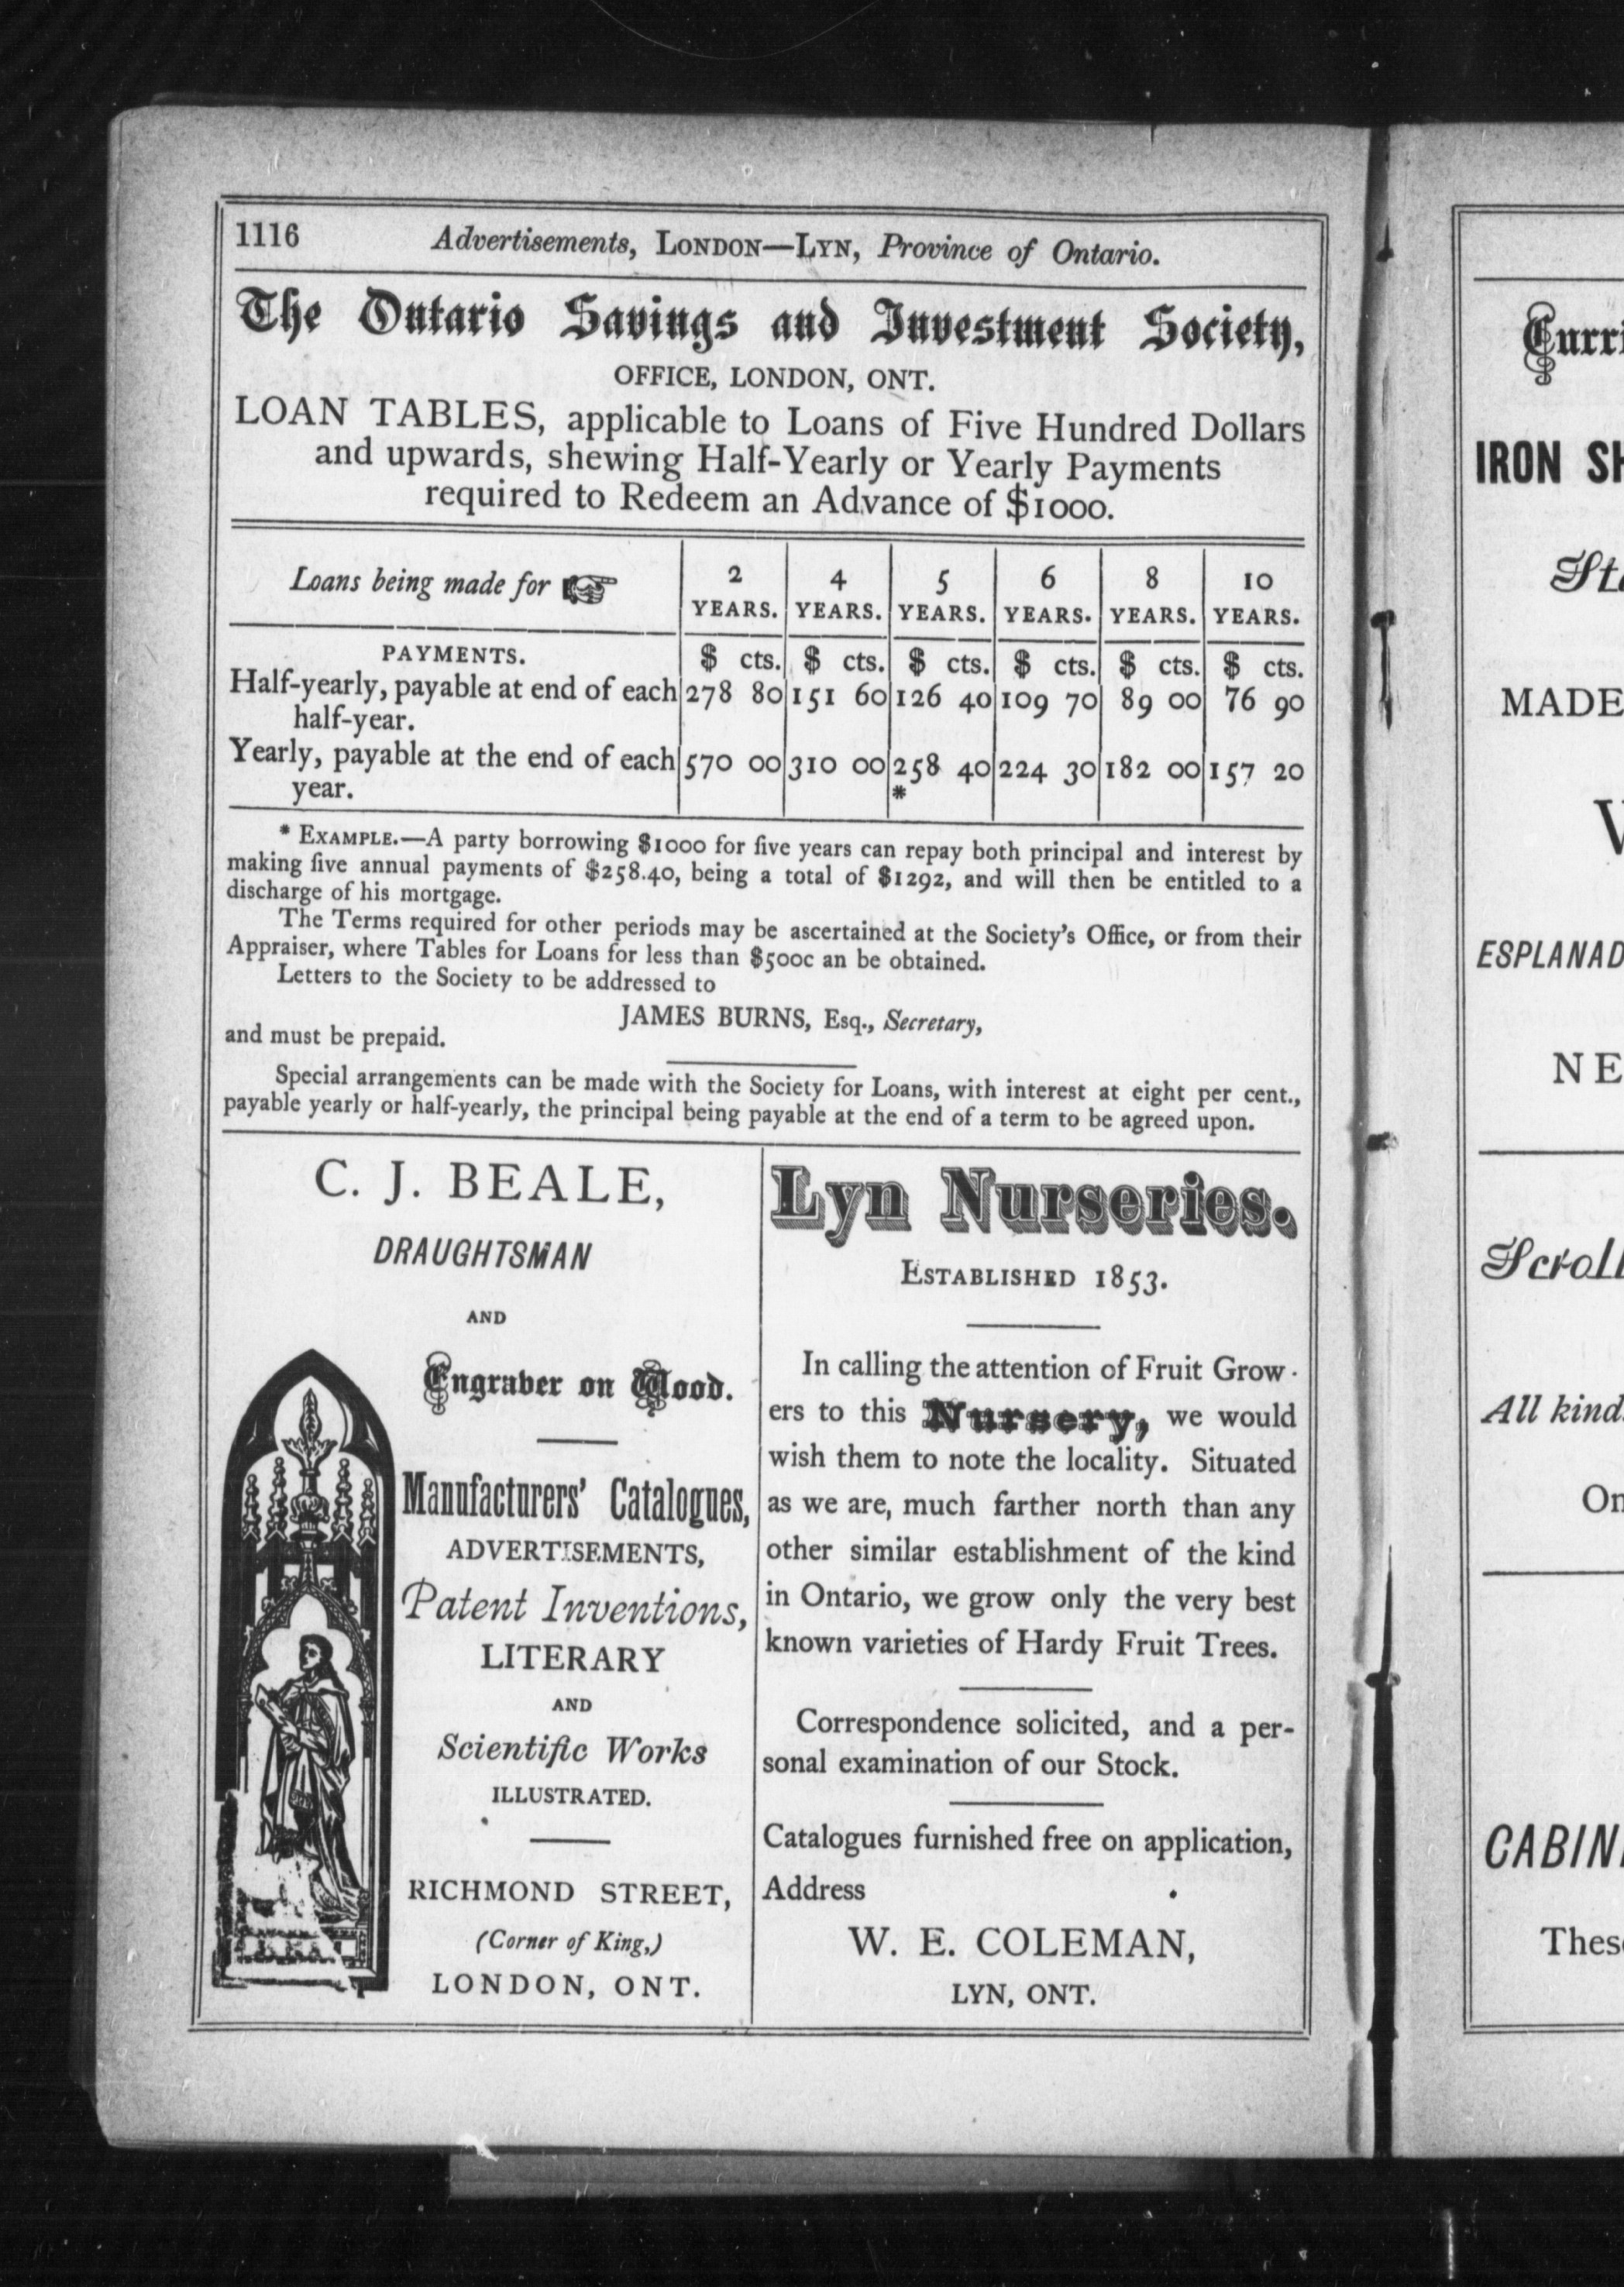 1116 Advertisements, LONDON—LYN, Province of Ontario.
The Ontario Savings and Investment Society,
OFFICE, LONDON, ONT.
LOAN TABLES, applicable to Loans of Five Hundred Dollars
and upwards, shewing Half-Yearly or Yearly Payments
required to Redeem an Advance of $1000.
Loans being made for 2 YEARS. 4 YEARS. 5 YEARS. 6 YEARS. 8 YEARS. 10 YEARS.
PAYMENTS. $ cts. $ cts. $ cts. $ cts. $ cts. $ cts.
Half-yearly, payable at end of each 278 80 151 60 126 40 109 70 89 00 76 90
half-year.
Yearly, payable at the end of each 570 00 310 00 258 40 224 30 182 00 157 20
year. *
* EXAMPLE.—A party borrowing $1000 for five years can repay both principal and interest by
making five annual payments of $258.40, being a total of $1292, and will then be entitled to a
discharge of his mortgage.
The Terms required for other periods may be ascertained at the Society's Office, or from their
Appraiser, where Tables for Loans for less than $500c an be obtained.
Letters to the Society to be addressed to
JAMES BURNS, Esq., Secretary,
and must be prepaid.
Special arrangements can be made with the Society for Loans, with interest at eight per cent.,
payable yearly or half-yearly, the principal being payable at the end of a term to be agreed upon.
C. J. BEALE,
DRAUGHTSMAN
AND
Engraver on Wood.
Manufacturers' Catalogues,
ADVERTISEMENTS,
Patent Inventions,
LITERARY
AND
Scientific Works
ILLUSTRATED.
RICHMOND STREET,
(Corner of King,)
LONDON, ONT.
Lyn Nurseries.
ESTABLISHED 1853.
In calling the attention of Fruit Grow-
ers to this Nursery, we would
wish them to note the locality. Situated
as we are, much farther north than any
other similar establishment of the kind
in Ontario, we grow only the very best
known varieties of Hardy Fruit Trees.
Correspondence solicited, and a per-
sonal examination of our Stock.
Catalogues furnished free on application,
Address
W. E. COLEMAN,
LYN, ONT.
Curri
IRON SH
MADE
ESPLANAD
NE
Scroll
All kind
On
CABIN
Thes